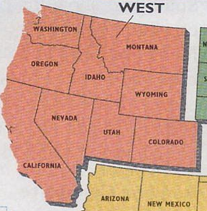 WEST
WASHINGTON
MONTANA
OREGON
IDAHO
WYOMING
NEVADA
UTAH
COLORADO
CALIFORNIA
ARIZONA
NEW MEXICO